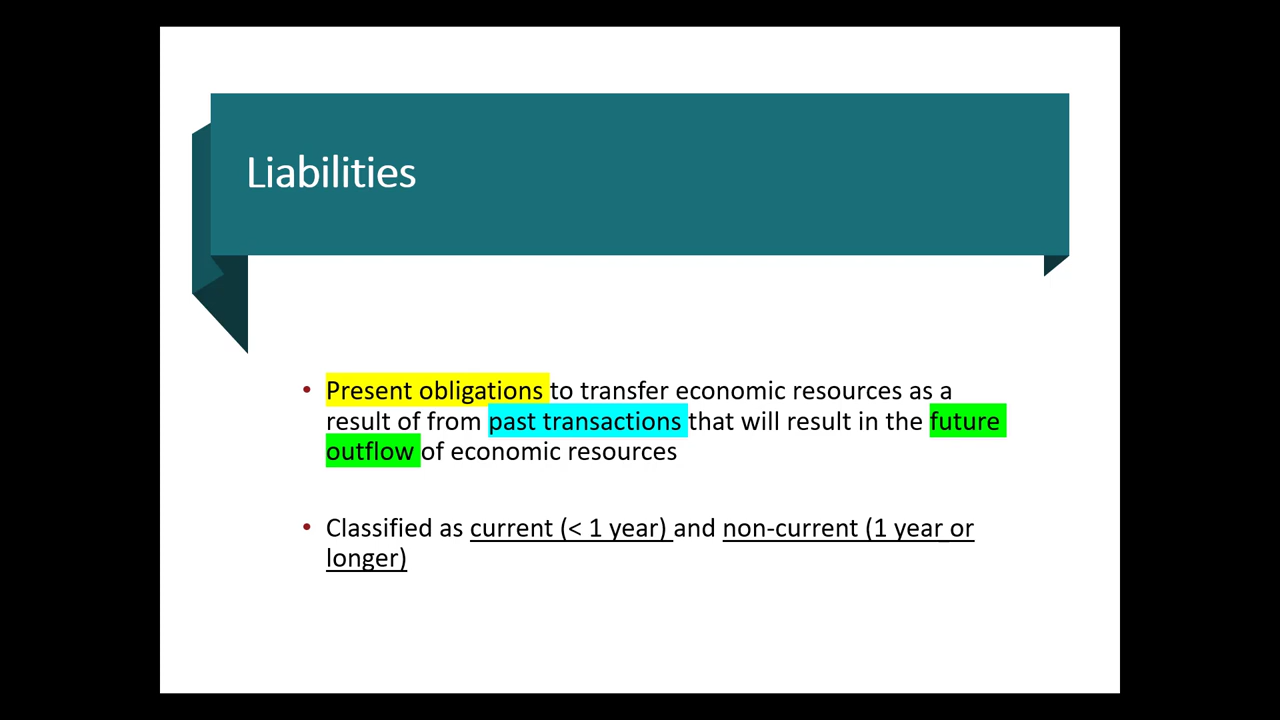 Liabilities
• Present obligations to transfer economic resources as a
result of from past transactions that will result in the future
outflow of economic resources
• Classified as current (< 1 year) and non-current (1 year or
longer)